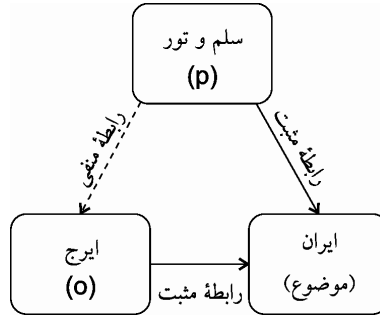 سلم و تور
(p)
رابطهٔ منفی
رابطهٔ مثبت
ایرج
(o)
رابطهٔ مثبت
ایران
(موضوع)